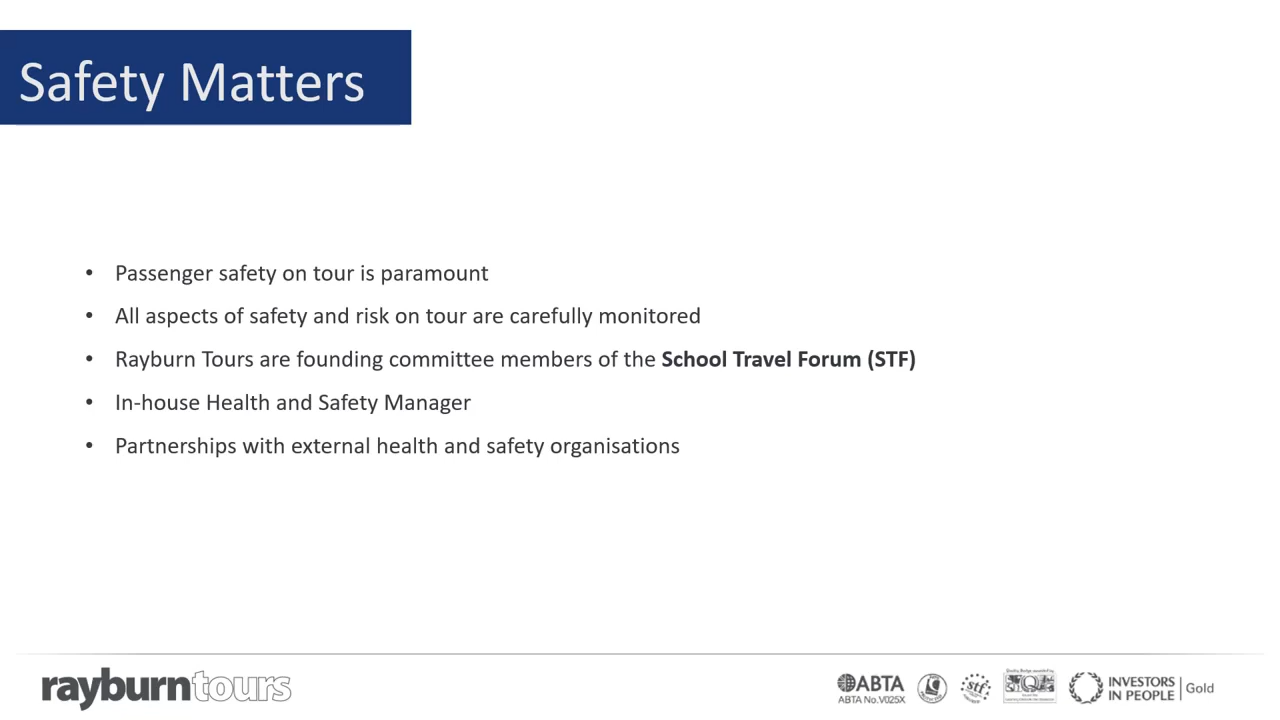 Safety Matters
• Passenger safety on tour is paramount
• All aspects of safety and risk on tour are carefully monitored
• Rayburn Tours are founding committee members of the School Travel Forum (STF)
• In-house Health and Safety Manager
• Partnerships with external health and safety organisations
rayburntours
ABTA
ABTA No.V025X
stf
INVESTORS
IN PEOPLE
Gold